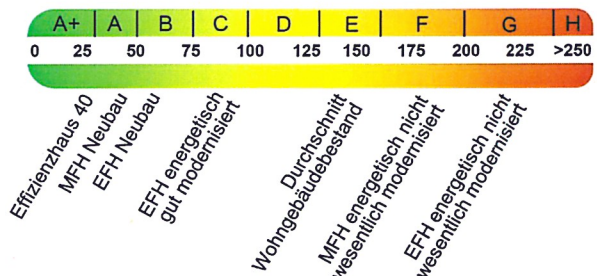 A+ A B C D E F G H
0 25 50 75 100 125 150 175 200 225 >250
Effizienzhaus 40
MFH Neubau
EFH Neubau
EFH energetisch
gut modernisiert
Durchschnitt
Wohngebäudebestand
MFH energetisch nicht
wesentlich modernisiert
EFH energetisch nicht
wesentlich modernisiert